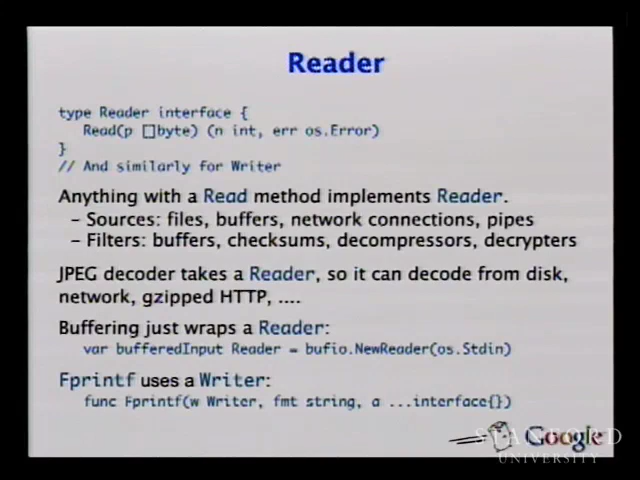 Reader
type Reader interface {
Read(p []byte) (n int, err os.Error)
}
// And similarly for Writer
Anything with a Read method implements Reader.
– Sources: files, buffers, network connections, pipes
– Filters: buffers, checksums, decompressors, decrypters
JPEG decoder takes a Reader, so it can decode from disk,
network, gzipped HTTP, ....
Buffering just wraps a Reader:
var bufferedInput Reader = bufio.NewReader(os.Stdin)
Fprintf uses a Writer:
func Fprintf(w Writer, fmt string, a ...interface{})
Google
STANFORD
UNIVERSITY